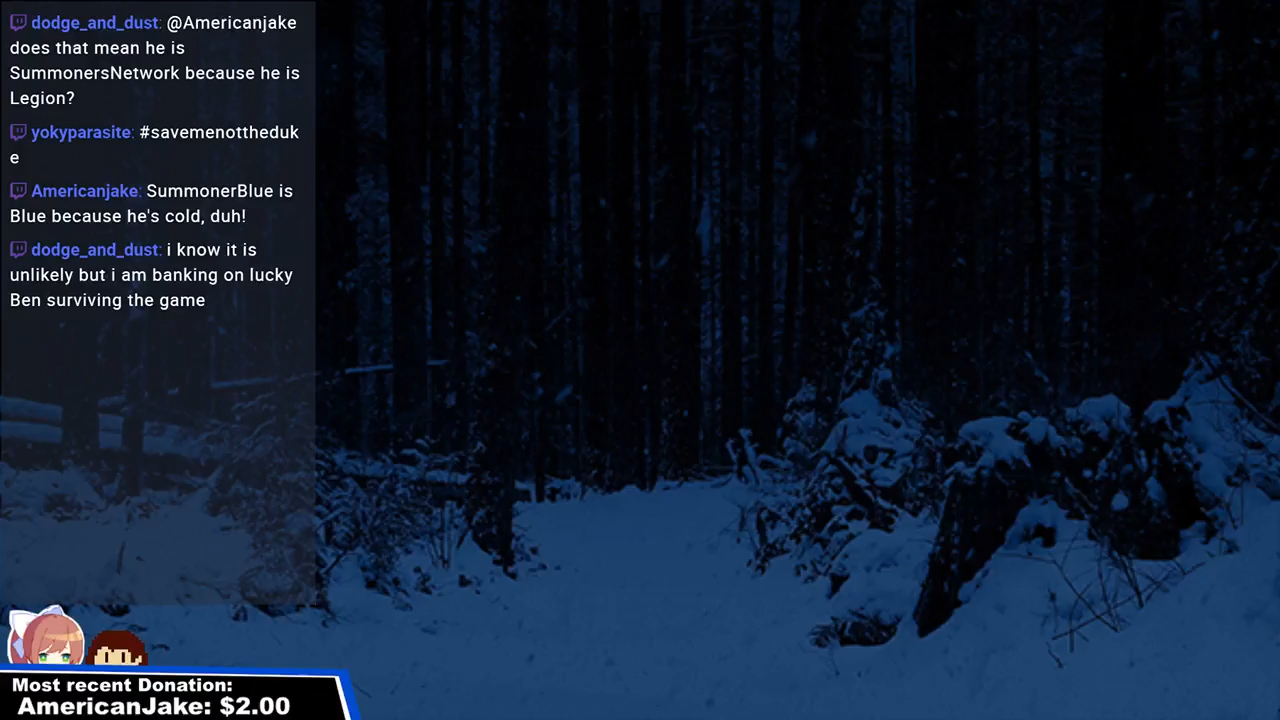 dodge_and_dust: @Americanjake
does that mean he is
SummonersNetwork because he is
Legion?
yokyparasite: #savemenottheduk
e
Americanjake: SummonerBlue is
Blue because he's cold, duh!
dodge_and_dust: i know it is
unlikely but i am banking on lucky
Ben surviving the game
Most recent Donation:
AmericanJake: $2.00